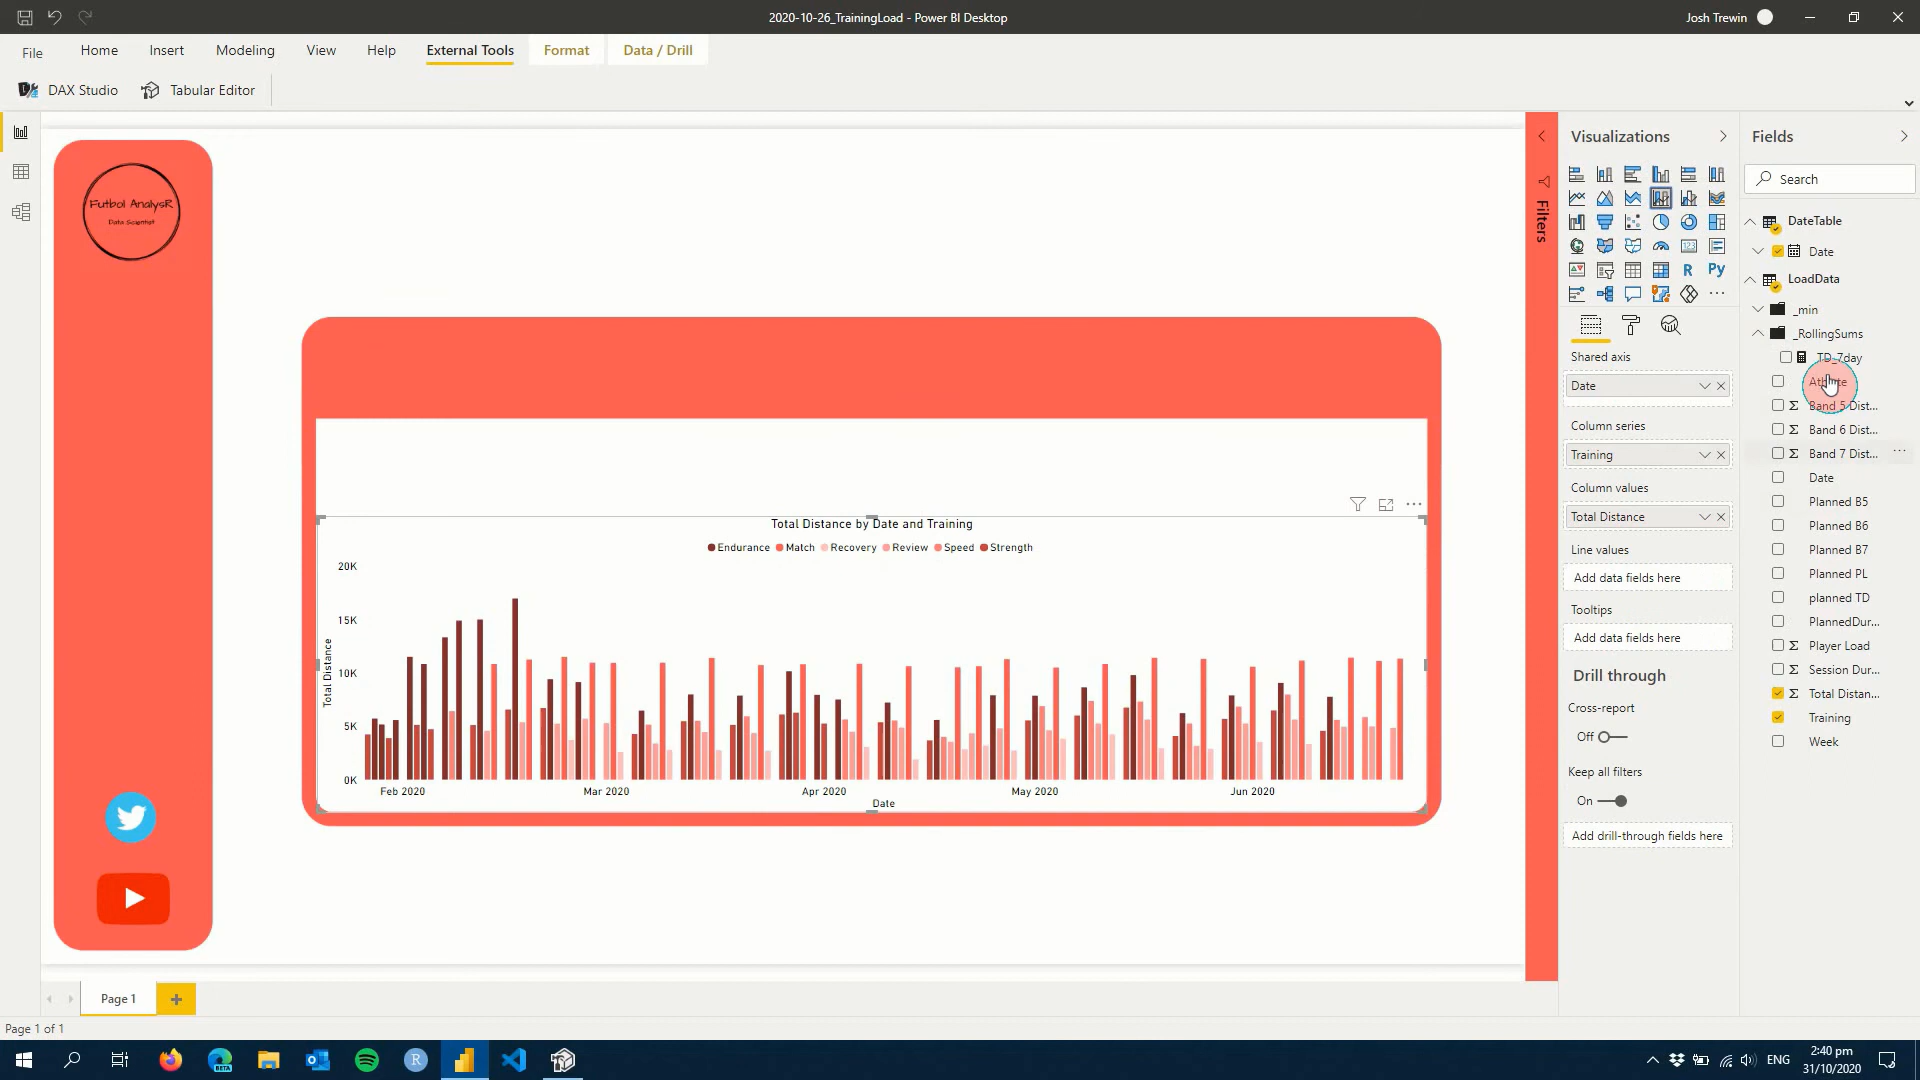 2020-10-26_TrainingLoad - Power BI Desktop
Josh Trewin
File
Home
Insert
Modeling
View
Help
External Tools
Format
Data / Drill
DAX Studio
Tabular Editor
Futbol AnalysR
Data Scientist
Total Distance by Date and Training
Endurance Match Recovery Review Speed Strength
20K
15K
10K
5K
0K
Total Distance
Feb 2020
Mar 2020
Apr 2020
May 2020
Jun 2020
Date
Filters
Visualizations
R
Py
123
Shared axis
Date
Column series
Training
Column values
Total Distance
Line values
Add data fields here
Tooltips
Add data fields here
Drill through
Cross-report
Off
Keep all filters
On
Add drill-through fields here
Fields
Search
DateTable
Date
LoadData
_min
_RollingSums
TD_7day
Band 5 Dist...
Band 6 Dist...
Band 7 Dist...
Date
Planned B5
Planned B6
Planned B7
Planned PL
planned TD
PlannedDur...
Player Load
Session Dur...
Total Distan...
Training
Week
Page 1
Page 1 of 1
BETA
R
ENG
2:40 pm
31/10/2020